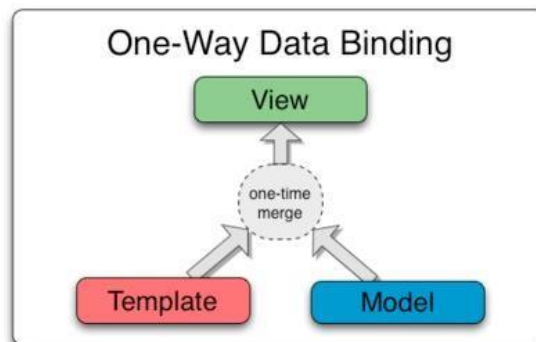 One-Way Data Binding
View
one-time
merge
Template
Model